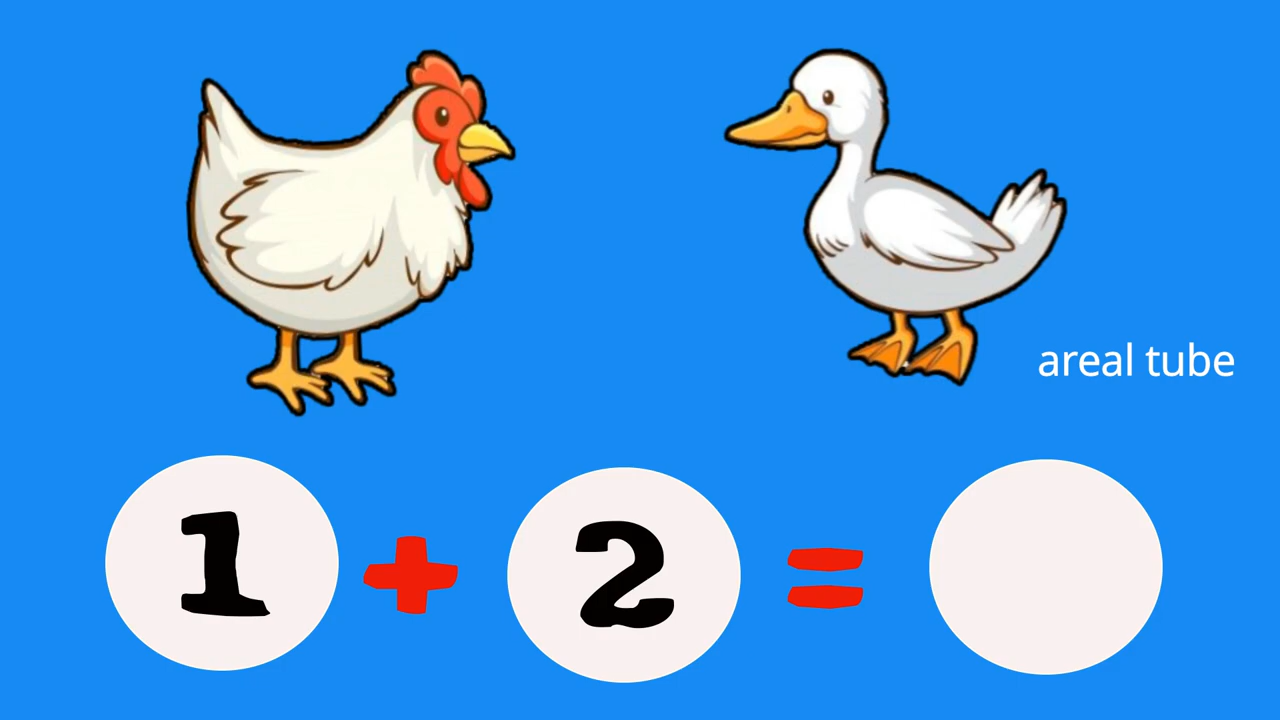 areal tube
1 + 2 =